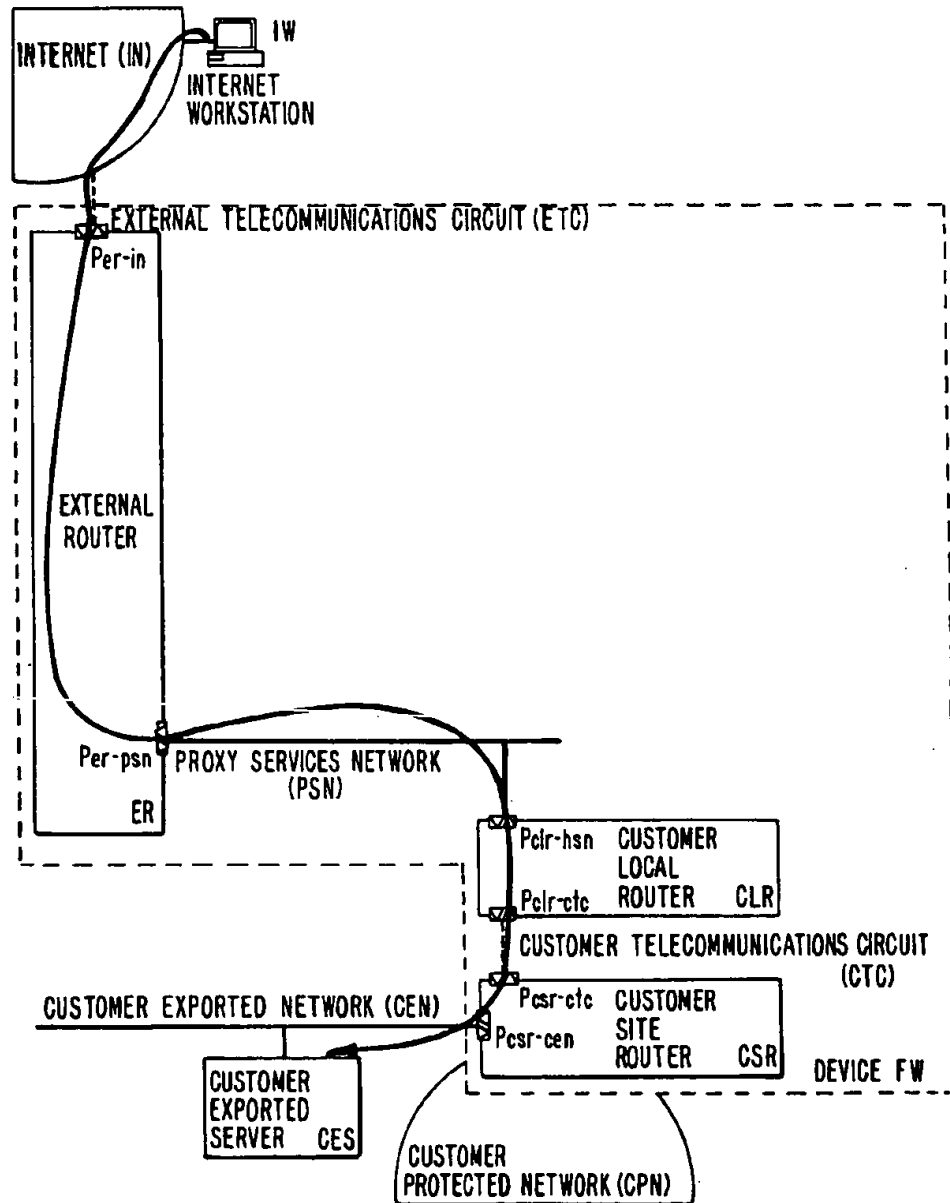 INTERNET (IN)
IW
INTERNET
WORKSTATION
EXTERNAL TELECOMMUNICATIONS CIRCUIT (ETC)
Per-in
EXTERNAL
ROUTER
Per-psn
PROXY SERVICES NETWORK
(PSN)
ER
Pclr-hsn CUSTOMER
LOCAL
Pclr-ctc ROUTER CLR
CUSTOMER TELECOMMUNICATIONS CIRCUIT
(CTC)
CUSTOMER EXPORTED NETWORK (CEN)
Pcsr-ctc CUSTOMER
Pcsr-cen SITE
ROUTER CSR
DEVICE FW
CUSTOMER
EXPORTED
SERVER CES
CUSTOMER
PROTECTED NETWORK (CPN)